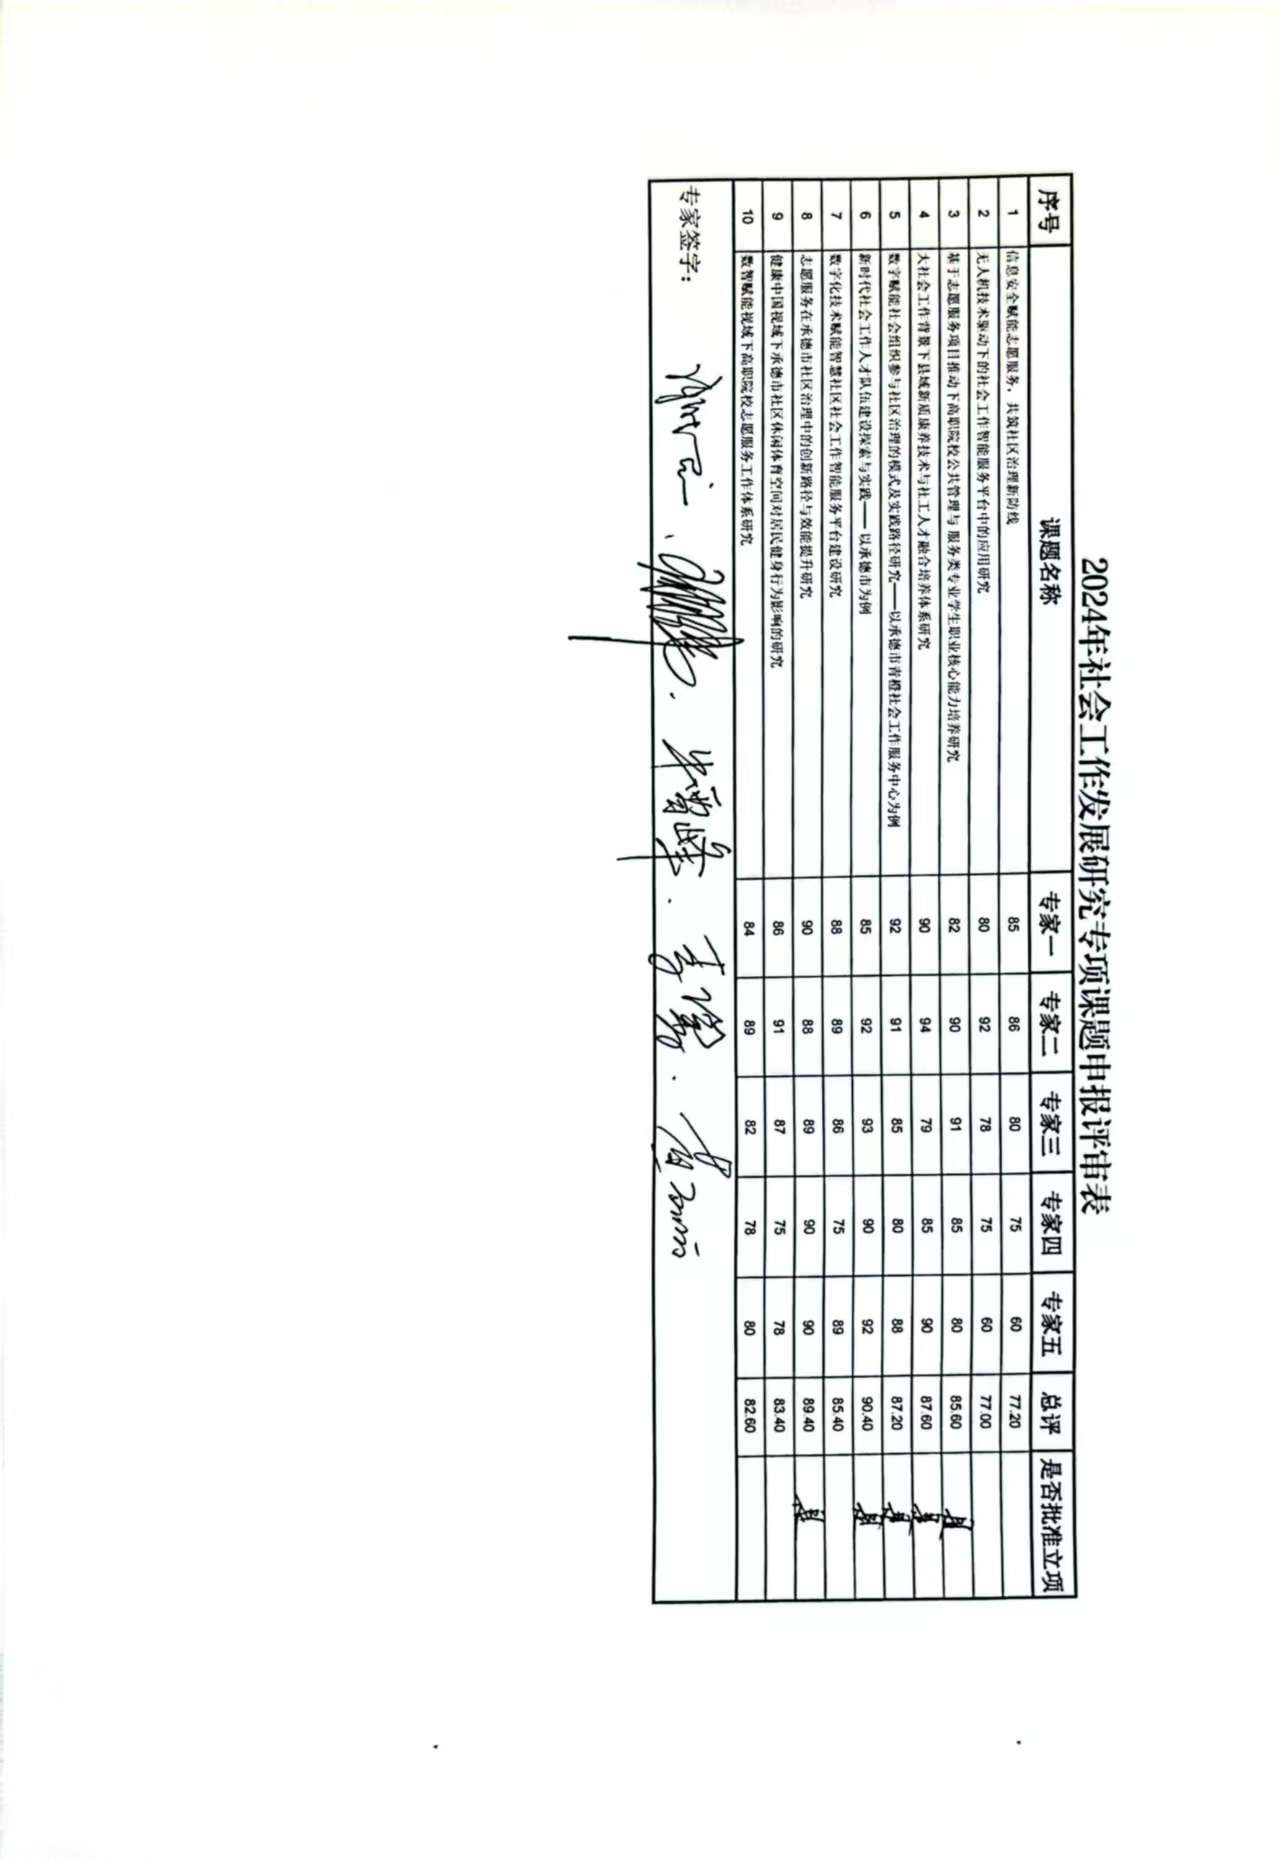 2024年社会工作发展研究专项课题申报评审表
序号 课题名称 专家一 专家二 专家三 专家四 专家五 总评 是否批准立项
1 信息安全赋能志愿服务，共筑社区治理新防线 85 86 80 75 60 77.20
2 无人机技术驱动下的社会工作智能服务平台中的应用研究 80 92 78 75 60 77.00
3 基于志愿服务项目推动下高职院校公共管理与服务类专业学生职业核心能力培养研究 82 90 91 85 80 85.60 是
4 大社会工作背景下县域新质康养技术与社工人才融合培养体系研究 90 94 79 85 90 87.60 是
5 数字赋能社会组织参与社区治理的模式及实践路径研究——以承德市青橙社会工作服务中心为例 92 91 85 80 88 87.20 是
6 新时代社会工作人才队伍建设探索与实践——以承德市为例 85 92 93 90 92 90.40 是
7 数字化技术赋能智慧社区社会工作智能服务平台建设研究 88 89 86 75 89 85.40
8 志愿服务在承德市社区治理中的创新路径与效能提升研究 90 88 89 90 90 89.40 是
9 健康中国视域下承德市社区休闲体育空间对居民健身行为影响的研究 86 91 87 75 78 83.40
10 数智赋能视域下高职院校志愿服务工作体系研究 84 89 82 78 80 82.60
专家签字：